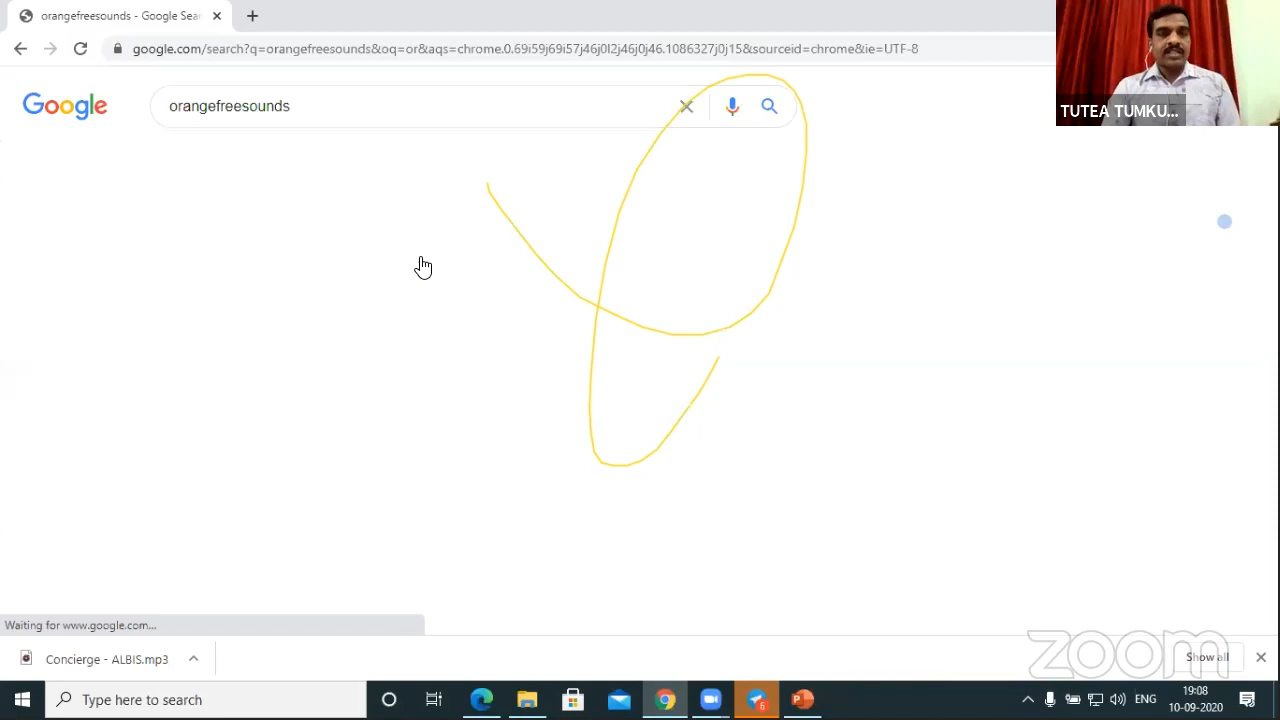 orangefreesounds - Google Sea
google.com/search?q=orangefreesounds&oq=or&aqs=chrome.0.69i59j69i57j46j0l2j46j0j46.1086327j0j15&sourceid=chrome&ie=UTF-8
Google
orangefreesounds
TUTEA TUMKU...
Waiting for www.google.com...
Concierge - ALBIS.mp3
zoom
Show all
Type here to search
6
ENG
19:08
10-09-2020